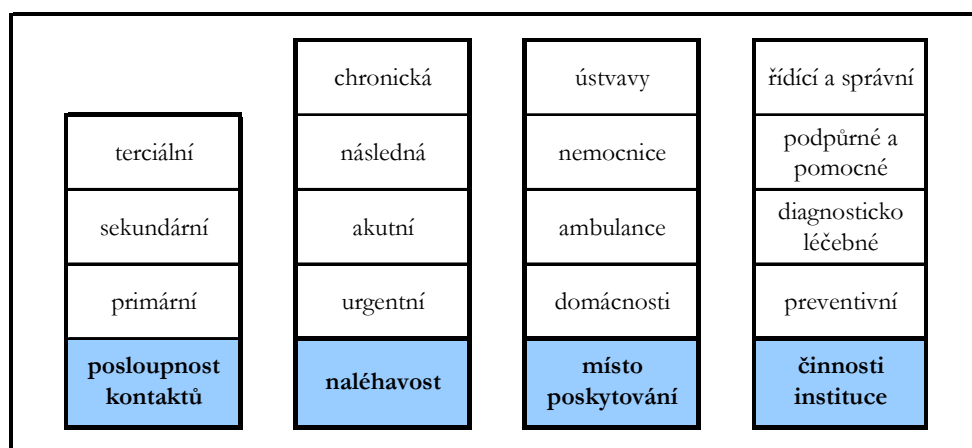 chronická
ústvavy
řídící a správní
terciální
následná
nemocnice
podpůrné a
pomocné
sekundární
akutní
ambulance
diagnosticko
léčebné
primární
urgentní
domácnosti
preventivní
posloupnost
kontaktů
naléhavost
místo
poskytování
činnosti
instituce